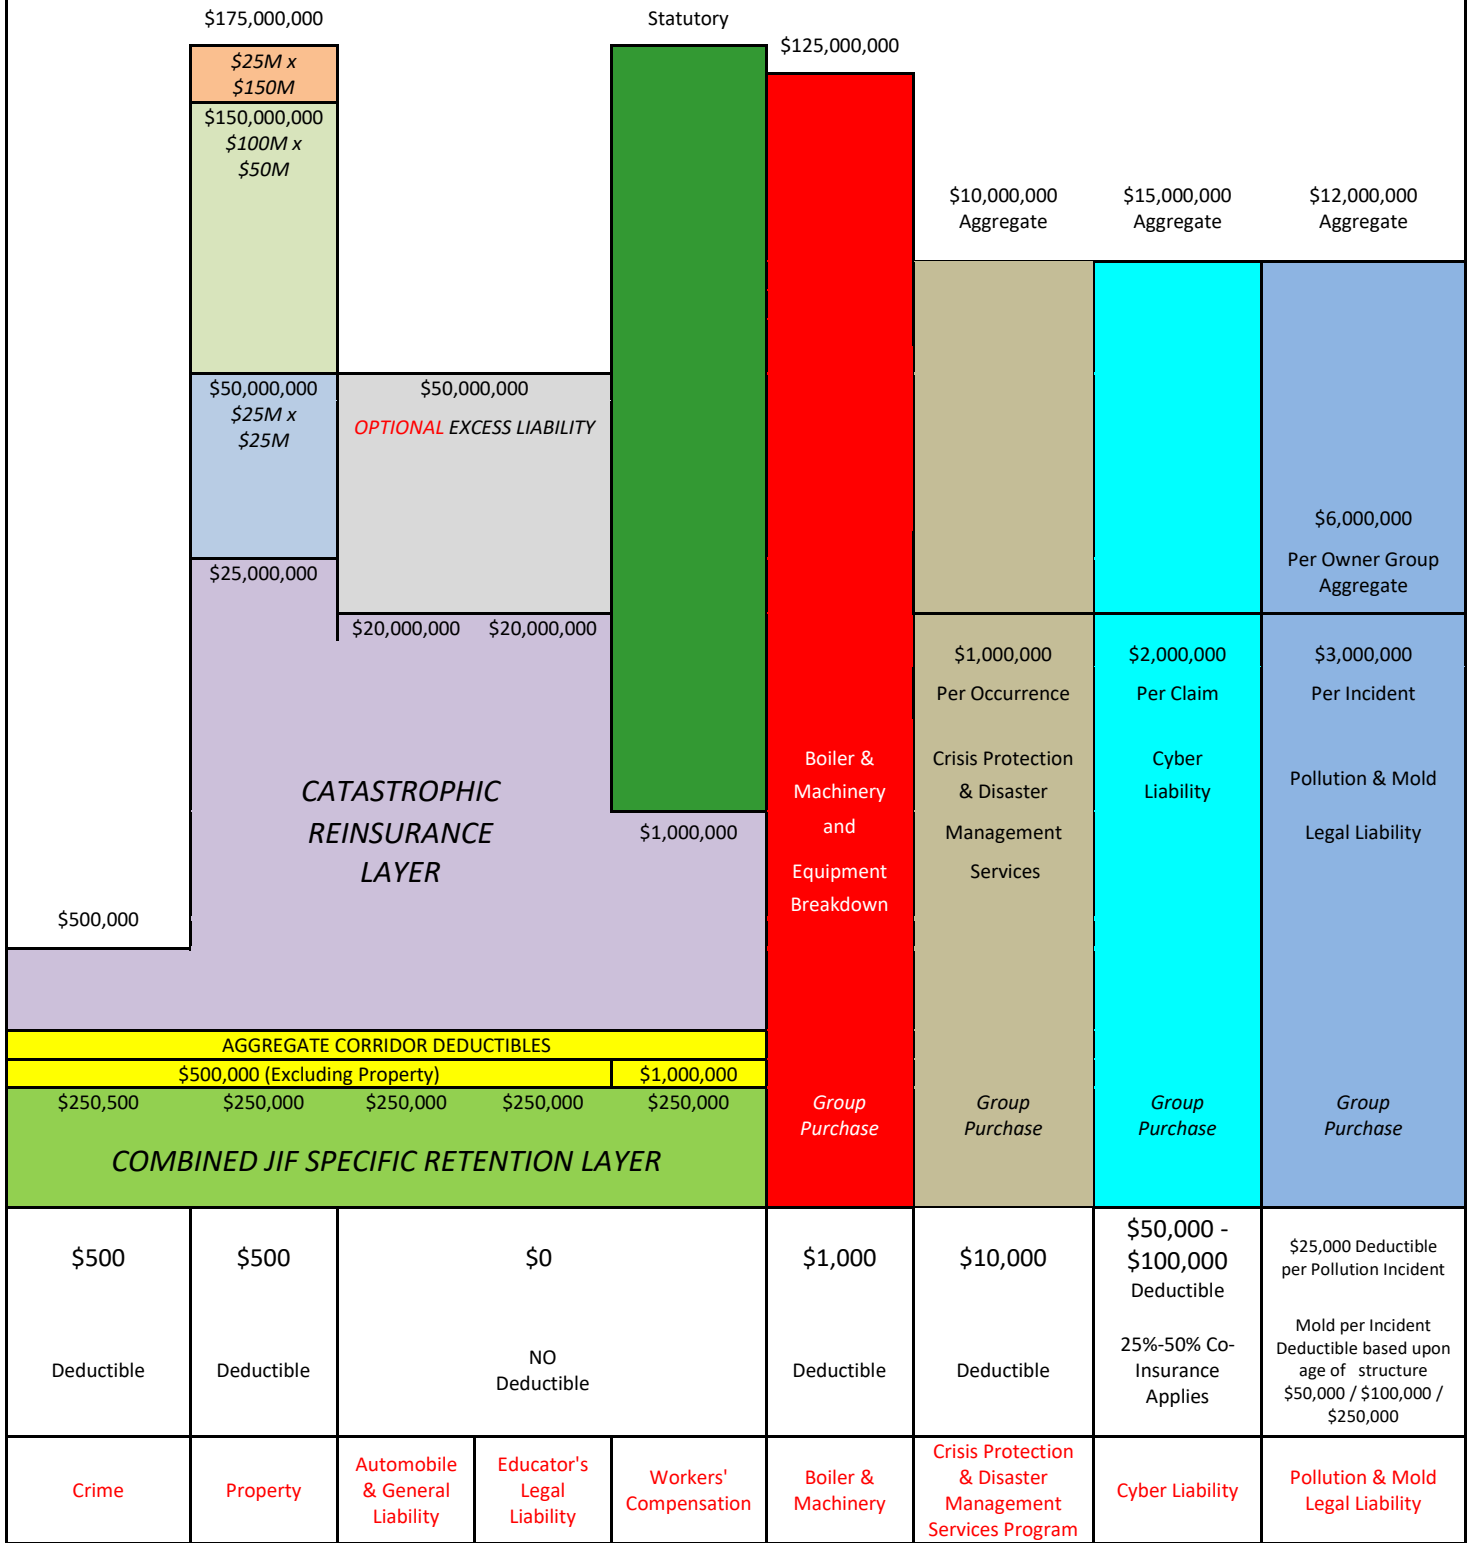 $175,000,000
Statutory
$125,000,000
$25M x
$150M
$150,000,000
$100M x
$50M
$10,000,000
Aggregate
$15,000,000
Aggregate
$12,000,000
Aggregate
$50,000,000
$25M x
$25M
$50,000,000
OPTIONAL EXCESS LIABILITY
$6,000,000
Per Owner Group
Aggregate
$25,000,000
$20,000,000
$20,000,000
$1,000,000
Per Occurrence
$2,000,000
Per Claim
$3,000,000
Per Incident
CATASTROPHIC
REINSURANCE
LAYER
$1,000,000
Boiler &
Machinery
and
Equipment
Breakdown
Crisis Protection
& Disaster
Management
Services
Cyber
Liability
Pollution & Mold
Legal Liability
$500,000
AGGREGATE CORRIDOR DEDUCTIBLES
$500,000 (Excluding Property)
$1,000,000
$250,500
$250,000
$250,000
$250,000
$250,000
COMBINED JIF SPECIFIC RETENTION LAYER
Group
Purchase
Group
Purchase
Group
Purchase
Group
Purchase
$500
Deductible
$500
Deductible
$0
NO
Deductible
$1,000
Deductible
$10,000
Deductible
$50,000 -
$100,000
Deductible
25%-50% Co-
Insurance
Applies
$25,000 Deductible
per Pollution Incident
Mold per Incident
Deductible based upon
age of structure
$50,000 / $100,000 /
$250,000
Crime
Property
Automobile
& General
Liability
Educator's
Legal
Liability
Workers'
Compensation
Boiler &
Machinery
Crisis Protection
& Disaster
Management
Services Program
Cyber Liability
Pollution & Mold
Legal Liability